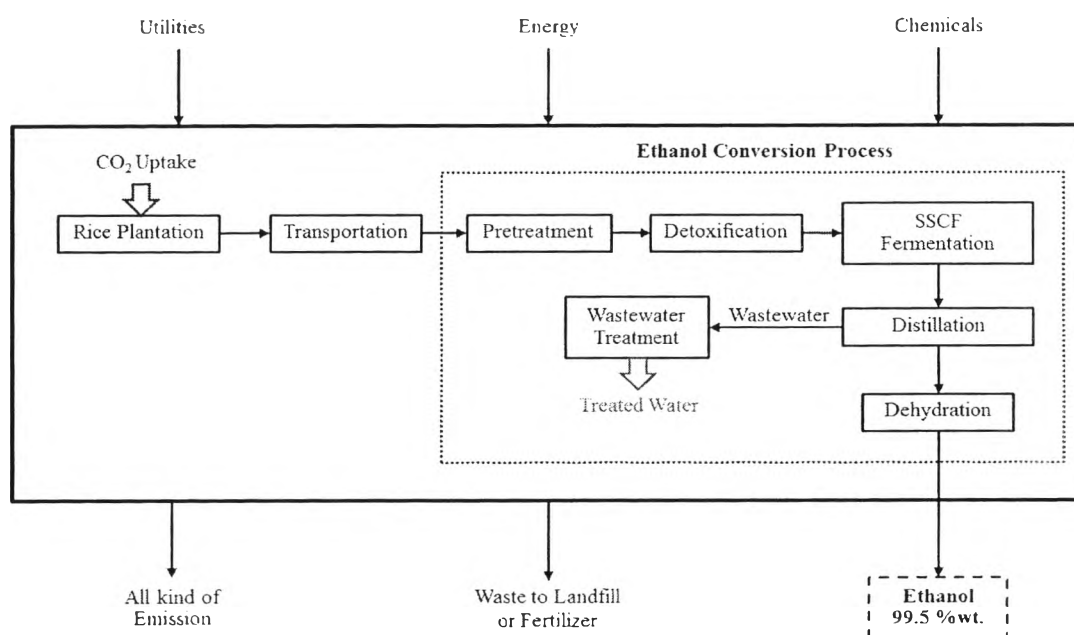 Utilities
Energy
Chemicals
CO₂ Uptake
Ethanol Conversion Process
Rice Plantation
Transportation
Pretreatment
Detoxification
SSCF
Fermentation
Wastewater
Treatment
Wastewater
Distillation
Treated Water
Dehydration
All kind of
Emission
Waste to Landfill
or Fertilizer
Ethanol
99.5 %wt.